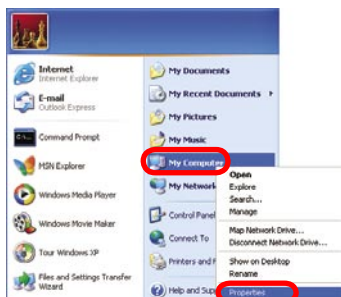 Internet
Internet Explorer
E-mail
Outlook Express
Command Prompt
MSN Explorer
Windows Media Player
Windows Movie Maker
Tour Windows XP
Files and Settings Transfer
Wizard
My Documents
My Recent Documents
My Pictures
My Music
My Computer
My Network
Control Panel
Connect To
Printers and F
Help and Sup
Open
Explore
Search...
Manage
Map Network Drive...
Disconnect Network Drive...
Show on Desktop
Rename
Properties